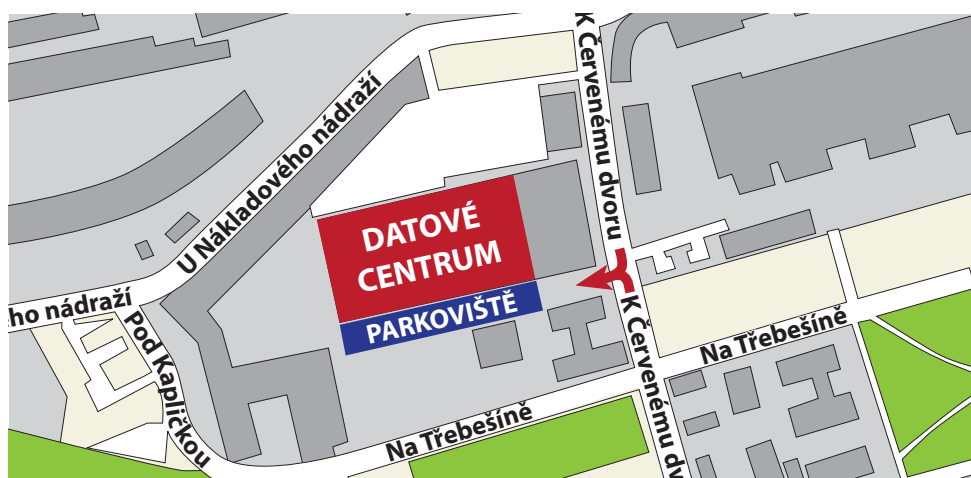 K Červenému dvoru
U Nákladového nádraží
DATOVÉ
CENTRUM
PARKOVIŠTĚ
ho nádraží
Pod Kapličkou
Na Třebešíně
Na Třebešíně
K Červenému dv